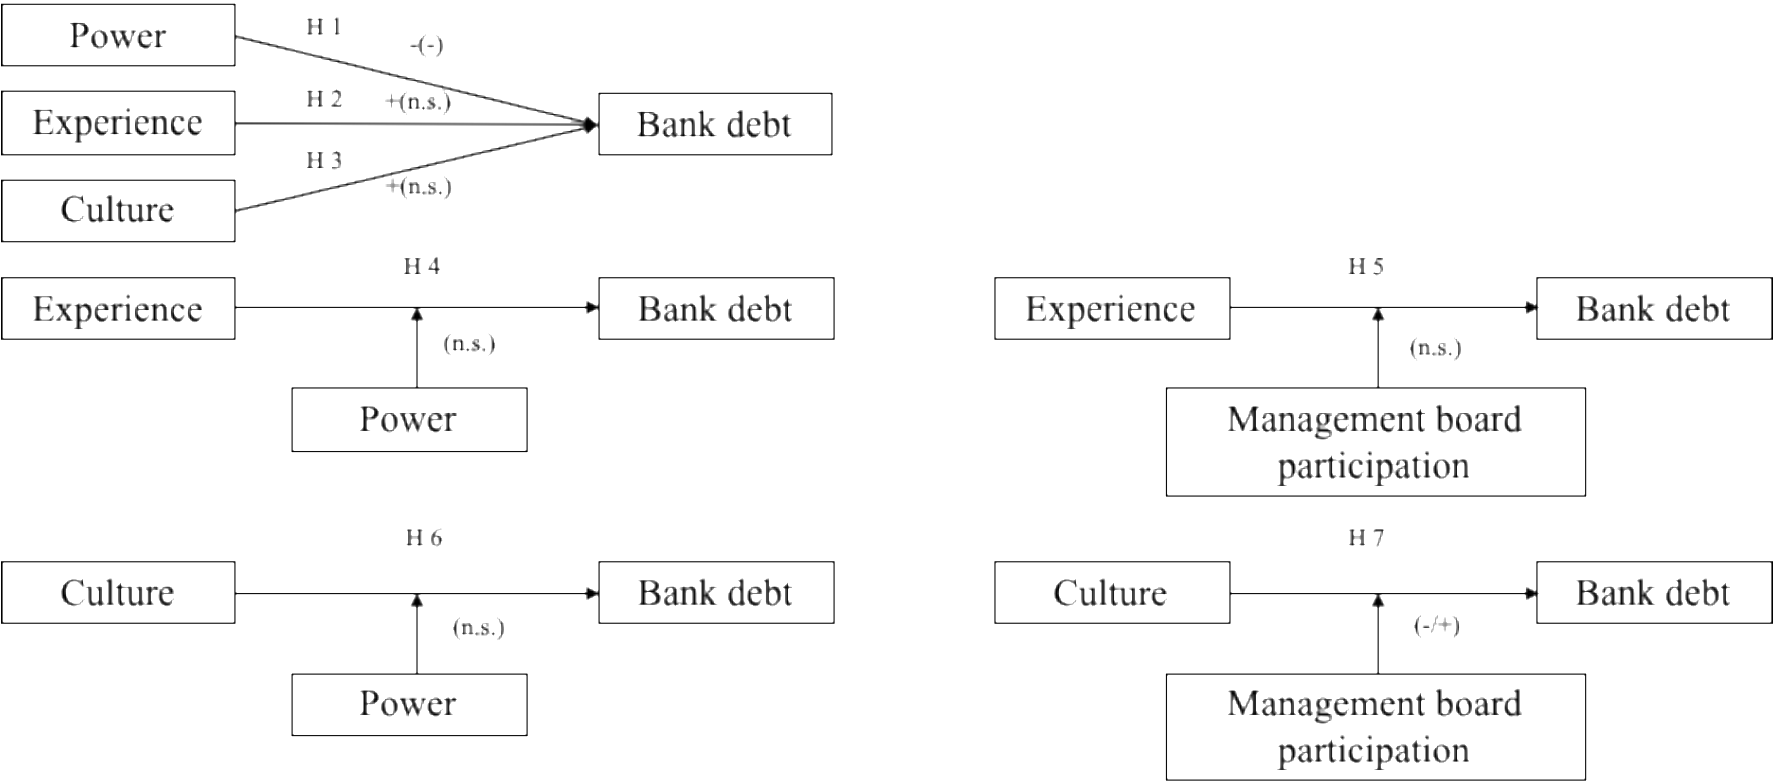 Power
H 1
-(-)
Experience
H 2
+(n.s.)
Bank debt
Culture
H 3
+(n.s.)
H 4
Experience
Bank debt
(n.s.)
Power
H 5
Experience
Bank debt
(n.s.)
Management board
participation
H 6
Culture
Bank debt
(n.s.)
Power
H 7
Culture
Bank debt
(-/+)
Management board
participation